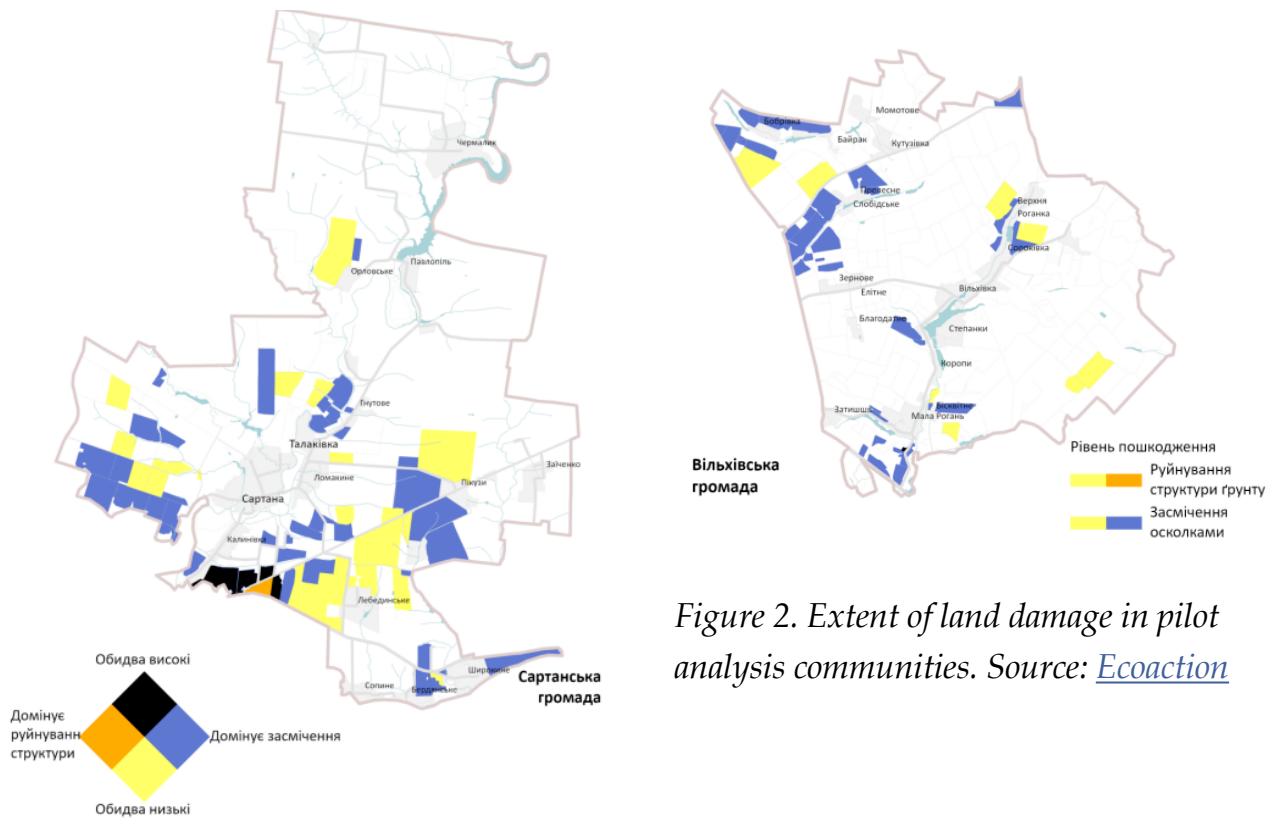 Чермалик
Орловське
Павлопіль
Гнутове
Талаківка
Ломакине
Заїченко
Пікузи
Сартана
Калинівка
Лебединське
Широкине
Сопине
Бердянське
Сартанська
громада
Обидва високі
Домінує
руйнуванн
структури
Домінує засмічення
Обидва низькі
Момотове
Бобрівка
Байрак
Кутузівка
Слобідське
Верхня
Роганка
Сороківка
Зернове
Елітне
Вільхівка
Благодатне
Степанки
Коропи
Затишшя
Бісквітне
Мала Рогань
Вільхівська
громада
Рівень пошкодження
Руйнування
структури ґрунту
Засмічення
осколками
Figure 2. Extent of land damage in pilot
analysis communities. Source: Ecoaction